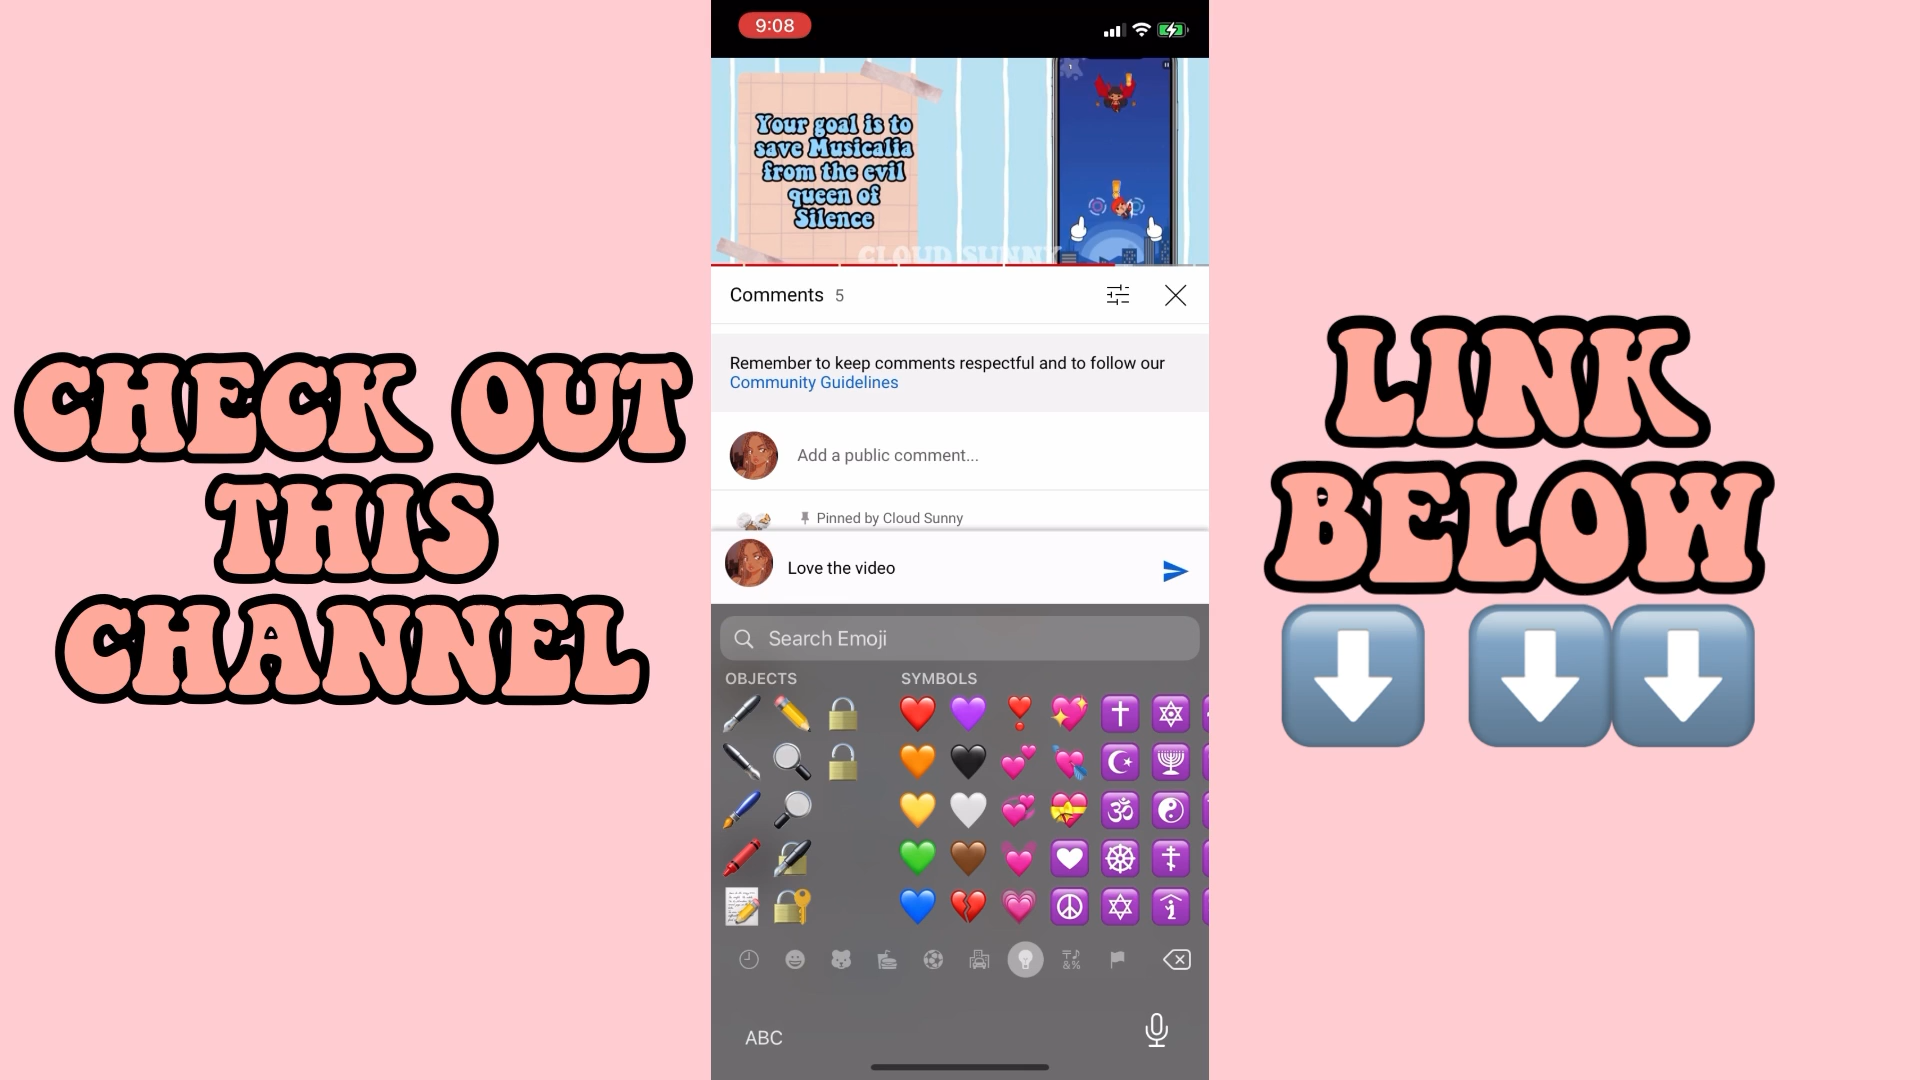 CHECK OUT
THIS
CHANNEL
9:08
Your goal is to
save Musicalia
from the evil
queen of
Silence
CLOUD SUNNY
Comments 5
Remember to keep comments respectful and to follow our
Community Guidelines
Add a public comment...
Pinned by Cloud Sunny
Love the video
Search Emoji
OBJECTS SYMBOLS
ABC
LINK
BELOW